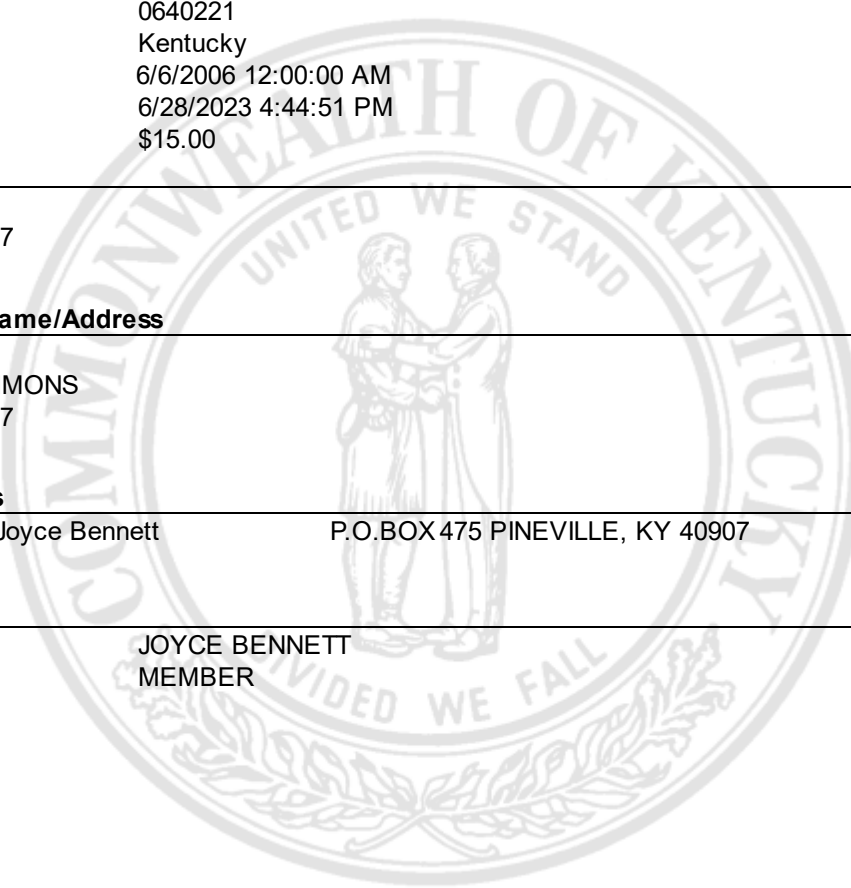 0640221
Kentucky
6/6/2006 12:00:00 AM
6/28/2023 4:44:51 PM
$15.00
7
ame/Address
MONS
7
s
Joyce Bennett P.O.BOX 475 PINEVILLE, KY 40907
JOYCE BENNETT
MEMBER
COMMONWEALTH OF KENTUCKY
UNITED WE STAND
DIVIDED WE FALL